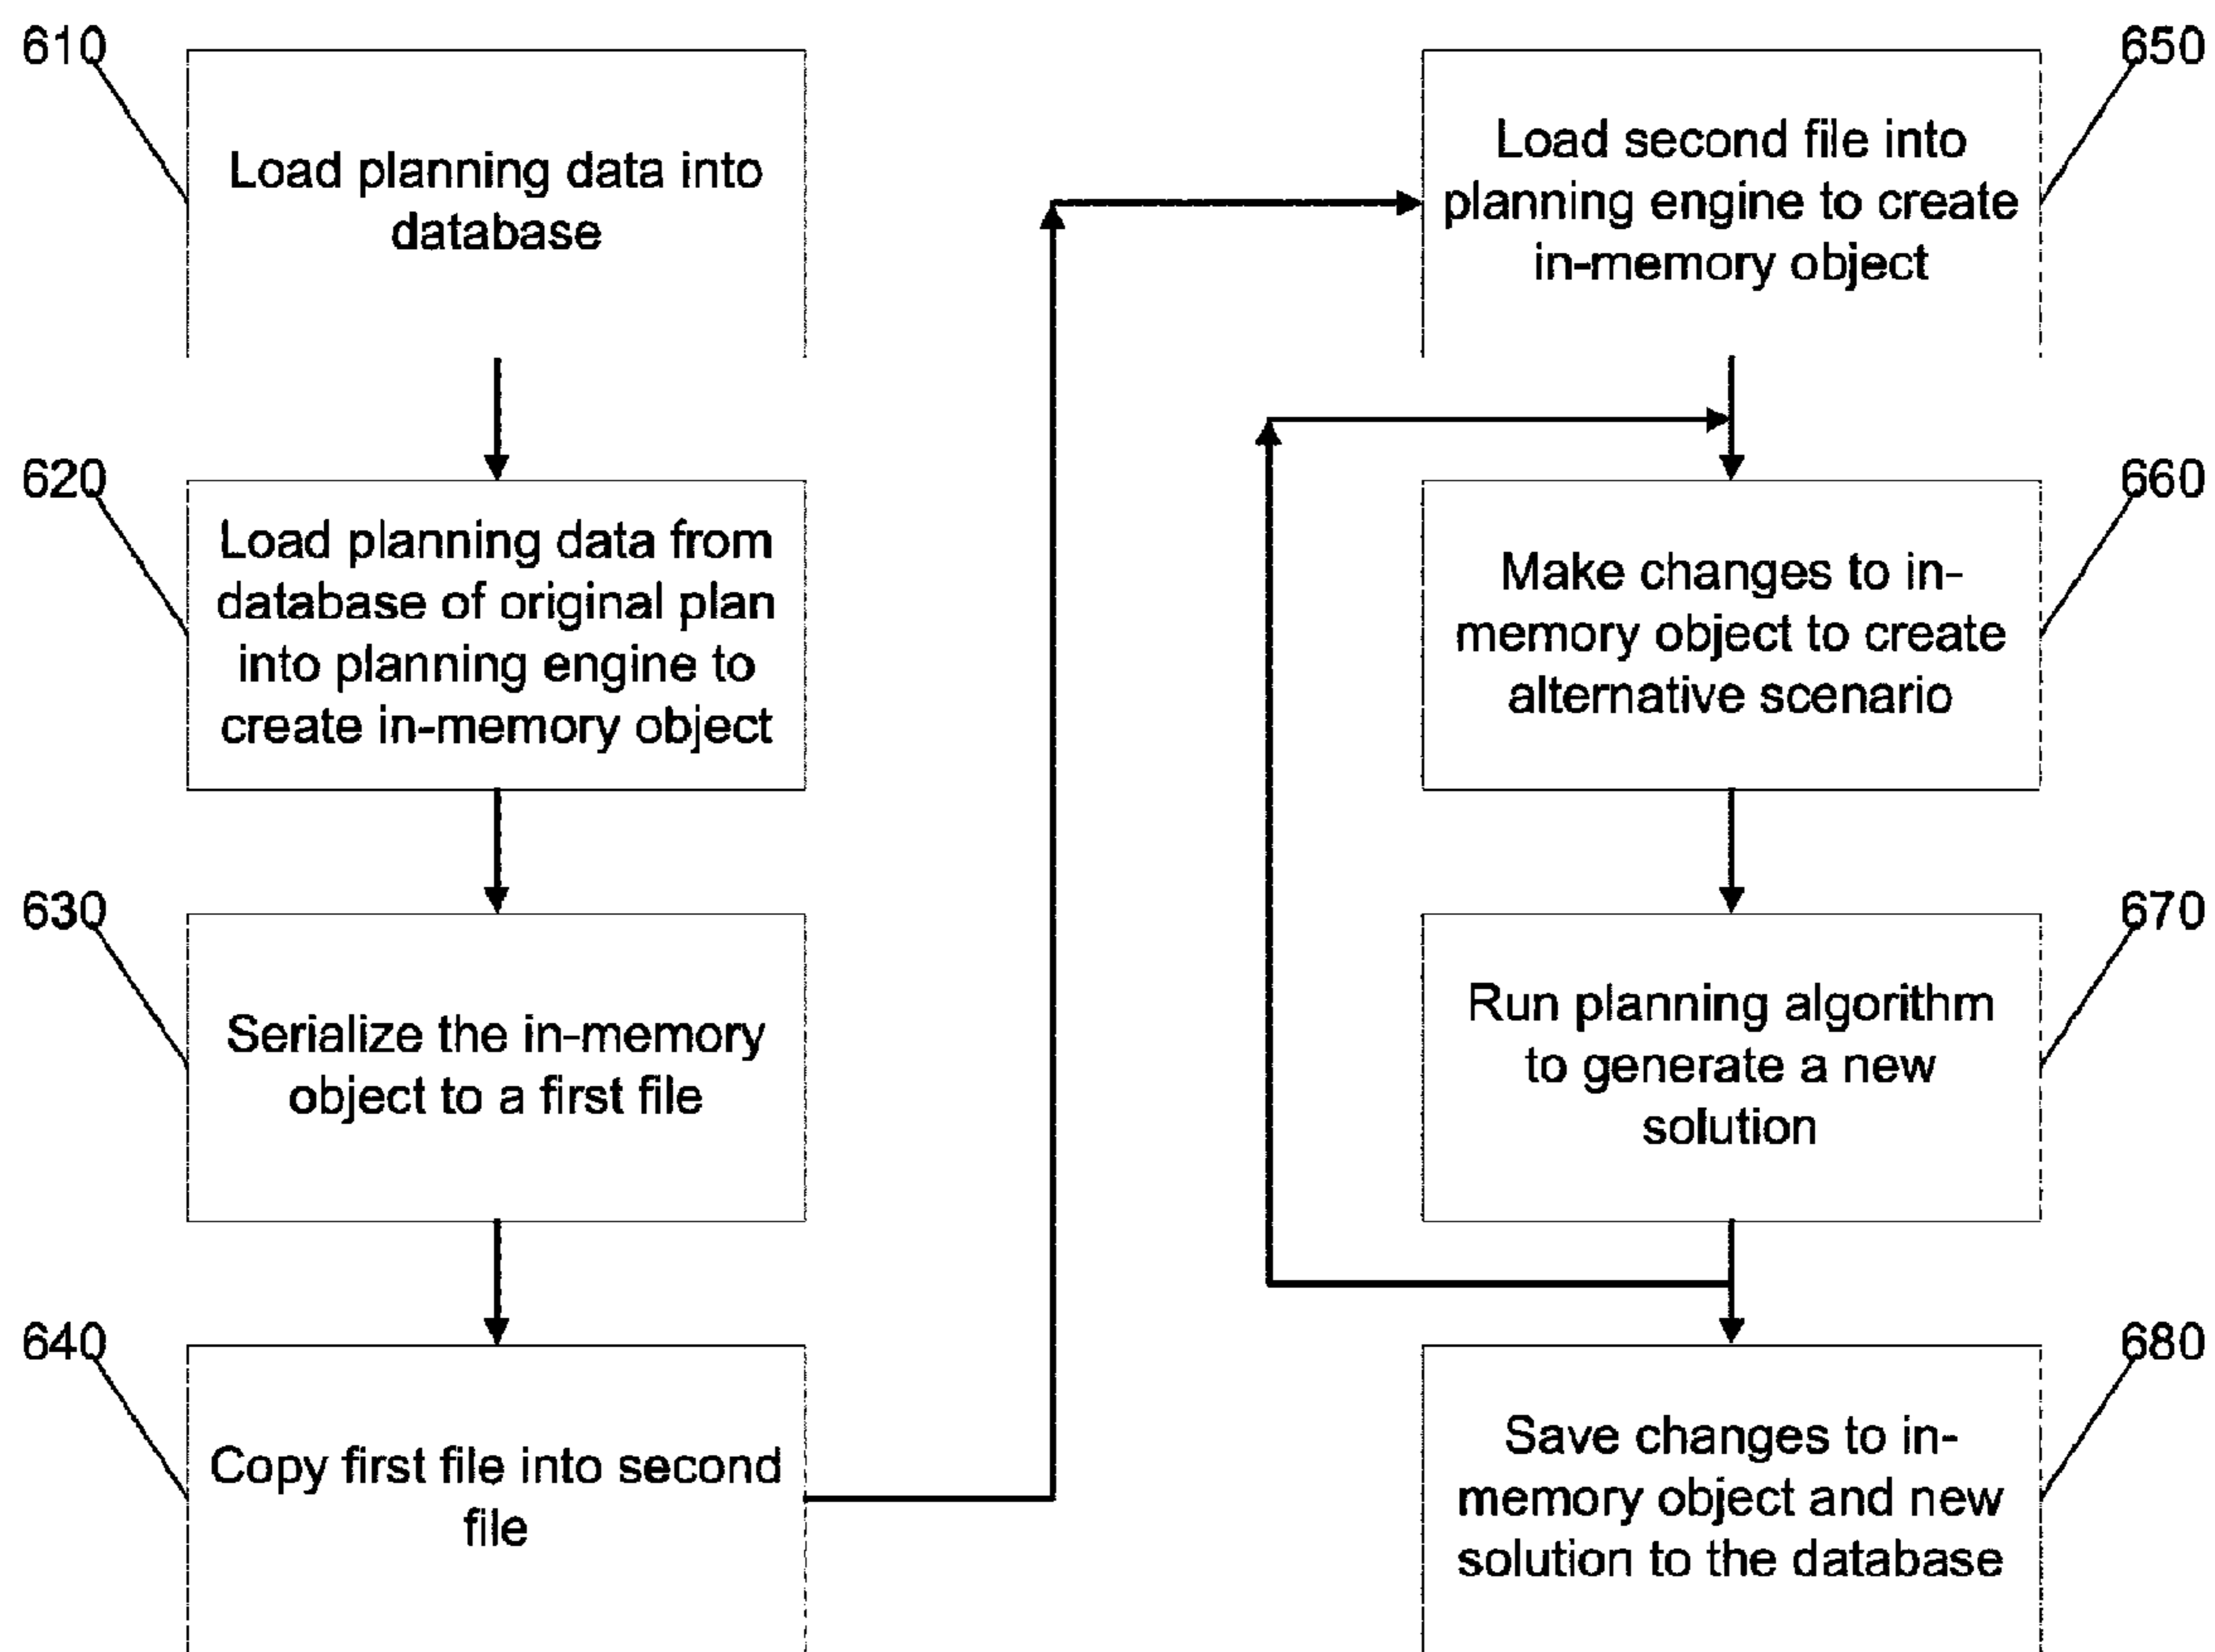 610
Load planning data into
database
620
Load planning data from
database of original plan
into planning engine to
create in-memory object
630
Serialize the in-memory
object to a first file
640
Copy first file into second
file
650
Load second file into
planning engine to create
in-memory object
660
Make changes to in-
memory object to create
alternative scenario
670
Run planning algorithm
to generate a new
solution
680
Save changes to in-
memory object and new
solution to the database